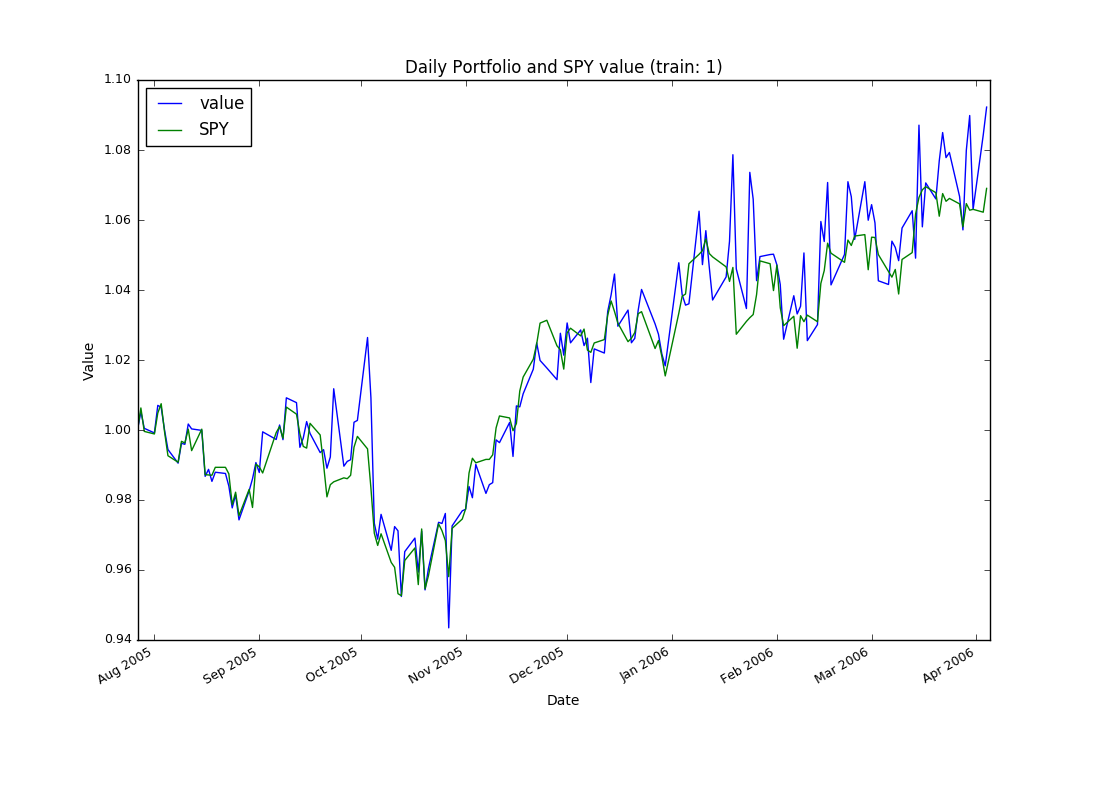 Daily Portfolio and SPY value (train: 1)
value
SPY
Value
1.10
1.08
1.06
1.04
1.02
1.00
0.98
0.96
0.94
Aug 2005
Sep 2005
Oct 2005
Nov 2005
Dec 2005
Jan 2006
Feb 2006
Mar 2006
Apr 2006
Date